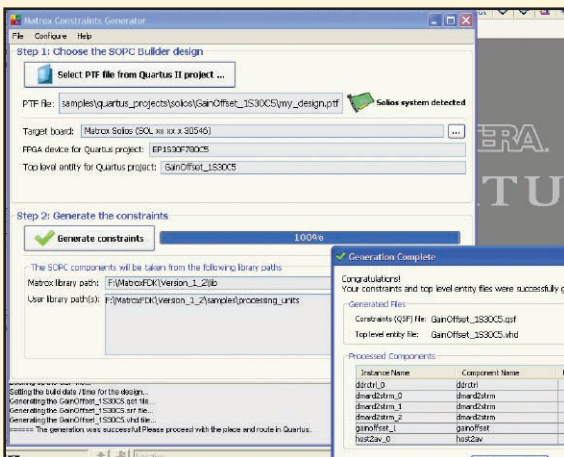 Matrox Constraints Generator
File Configure Help
Step 1: Choose the SOPC Builder design
Select PTF file from Quartus II project ...
PTF file: samples\quartus_projects\solios\GainOffset_1S30C5\my_design.ptf
Solios system detected
Target board: Matrox Solios (SOL xx xx x 30546)
...
FPGA device for Quartus project: EP1S30F780C5
Top level entity for Quartus project: GainOffset_1S30C5
ERA.
TU
Step 2: Generate the constraints
Generate constraints
100%
The SOPC components will be taken from the following library paths
Matrox library path: F:\MatroxFDK\Version_1_2\lib
User library path(s): F:\MatroxFDK\Version_1_2\samples\processing_units
Setting the build date / time for the design...
Generating the GainOffset_1S30C5.qsf file...
Generating the GainOffset_1S30C5.srf file...
Generating the GainOffset_1S30C5.vhd file...
====== The generation was successful! Please proceed with the place and route in Quartus.
Generation Complete
Congratulations!
Your constraints and top level entity files were successfully g
Generated Files
Constraints (QSF) file: GainOffset_1S30C5.qsf
Top level entity file: GainOffset_1S30C5.vhd
Processed Components
Instance Name Component Name
ddrctrl_0 ddrctrl
dmard2strm_0 dmard2strm
dmard2strm_1 dmard2strm
dmard2strm_2 dmard2strm
gainoffset_1 gainoffset
host2av_0 host2av